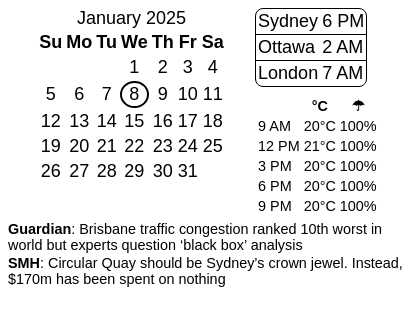 January 2025
Su Mo Tu We Th Fr Sa
1 2 3 4
5 6 7 8 9 10 11
12 13 14 15 16 17 18
19 20 21 22 23 24 25
26 27 28 29 30 31
Sydney 6 PM
Ottawa 2 AM
London 7 AM
°C ☂
9 AM 20°C 100%
12 PM 21°C 100%
3 PM 20°C 100%
6 PM 20°C 100%
9 PM 20°C 100%
Guardian: Brisbane traffic congestion ranked 10th worst in
world but experts question ‘black box’ analysis
SMH: Circular Quay should be Sydney’s crown jewel. Instead,
$170m has been spent on nothing